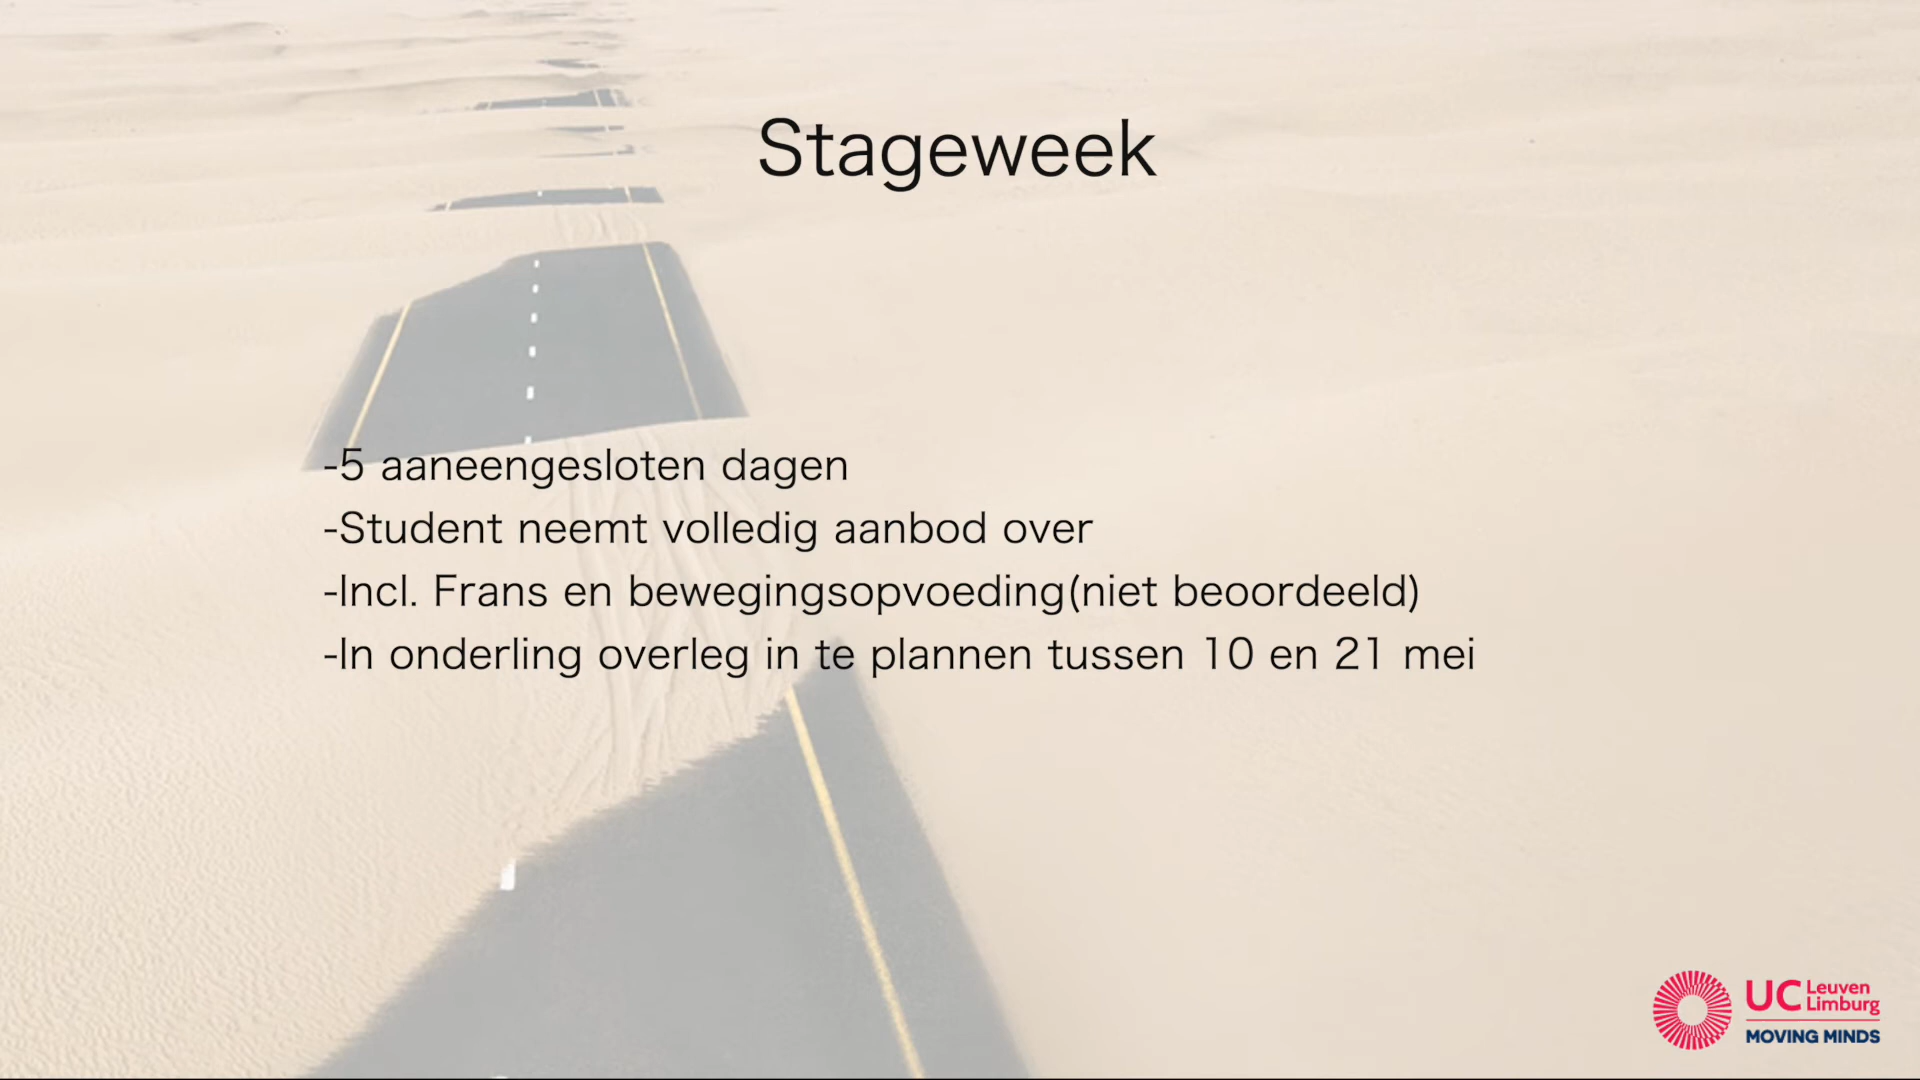 Stageweek
-5 aaneengesloten dagen
-Student neemt volledig aanbod over
-Incl. Frans en bewegingsopvoeding(niet beoordeeld)
-In onderling overleg in te plannen tussen 10 en 21 mei
UC Leuven
Limburg
MOVING MINDS